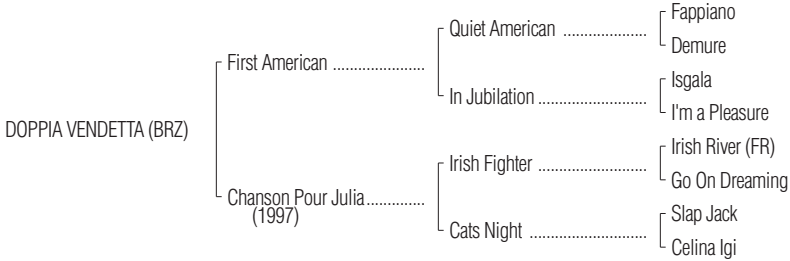 Fappiano
Quiet American ......................
Demure
First American ........................
Isgala
In Jubilation ............................
I'm a Pleasure
DOPPIA VENDETTA (BRZ)
Irish River (FR)
Irish Fighter ............................
Go On Dreaming
Chanson Pour Julia...............
(1997)
Slap Jack
Cats Night ..............................
Celina Igi